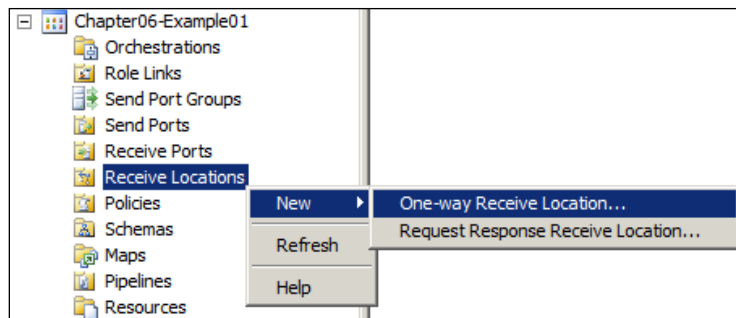 Chapter06-Example01
Orchestrations
Role Links
Send Port Groups
Send Ports
Receive Ports
Receive Locations
Policies
Schemas
Maps
Pipelines
Resources
New
Refresh
Help
One-way Receive Location...
Request Response Receive Location...